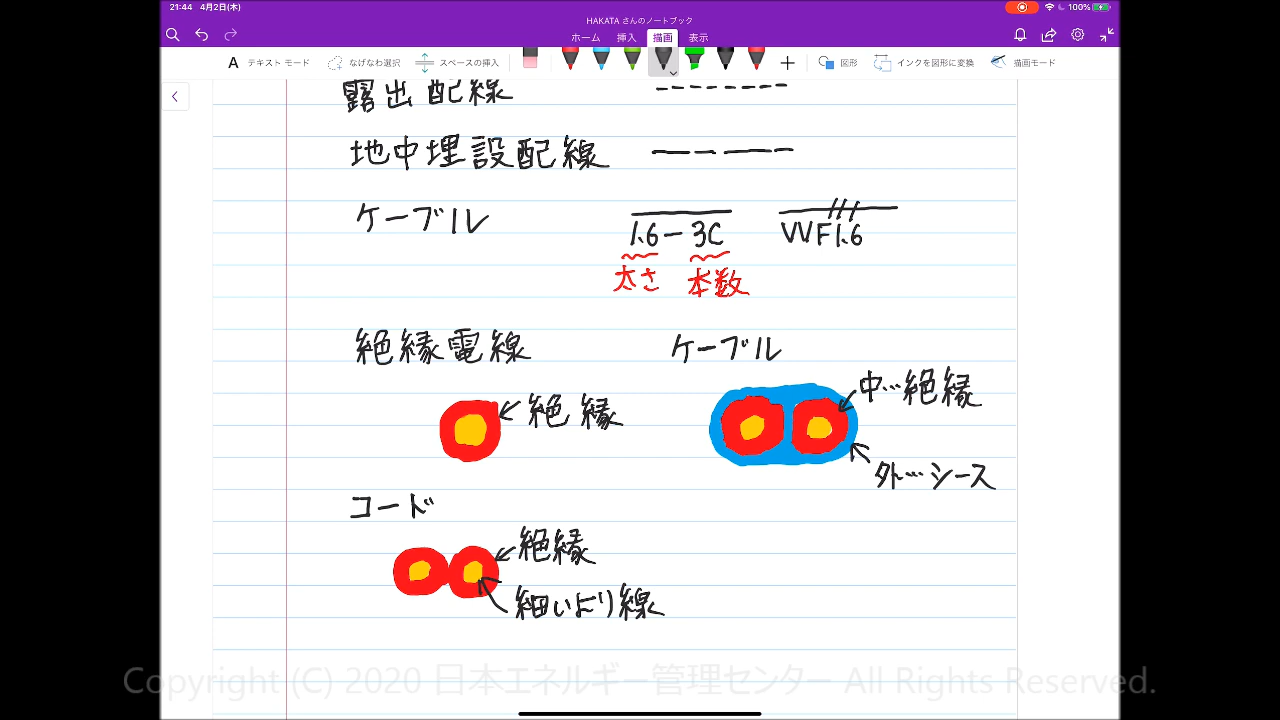 21:44 4月2日(木)
100%
HAKATA さんのノートブック
ホーム 挿入 描画 表示
A テキスト モード なげなわ選択 スペースの挿入 図形 インクを図形に変換 描画モード
露出配線
地中埋設配線
ケーブル 1.6-3C VVF1.6
太さ 本数
絶縁電線 ケーブル
絶縁 中…絶縁
外…シース
コード
絶縁
細いより線
Copyright (C) 2020 日本エネルギー管理センター All Rights Reserved.